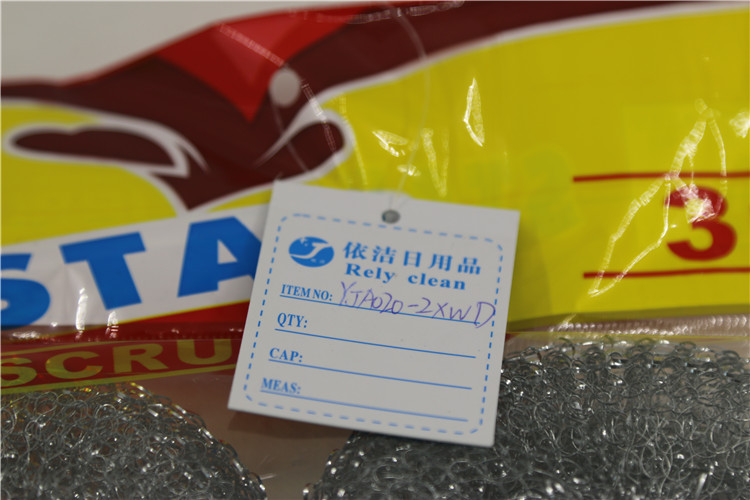 STA
3
SCRU
依洁日用品
Rely clean
ITEM NO: YJA020-2XWD
QTY:
CAP:
MEAS: